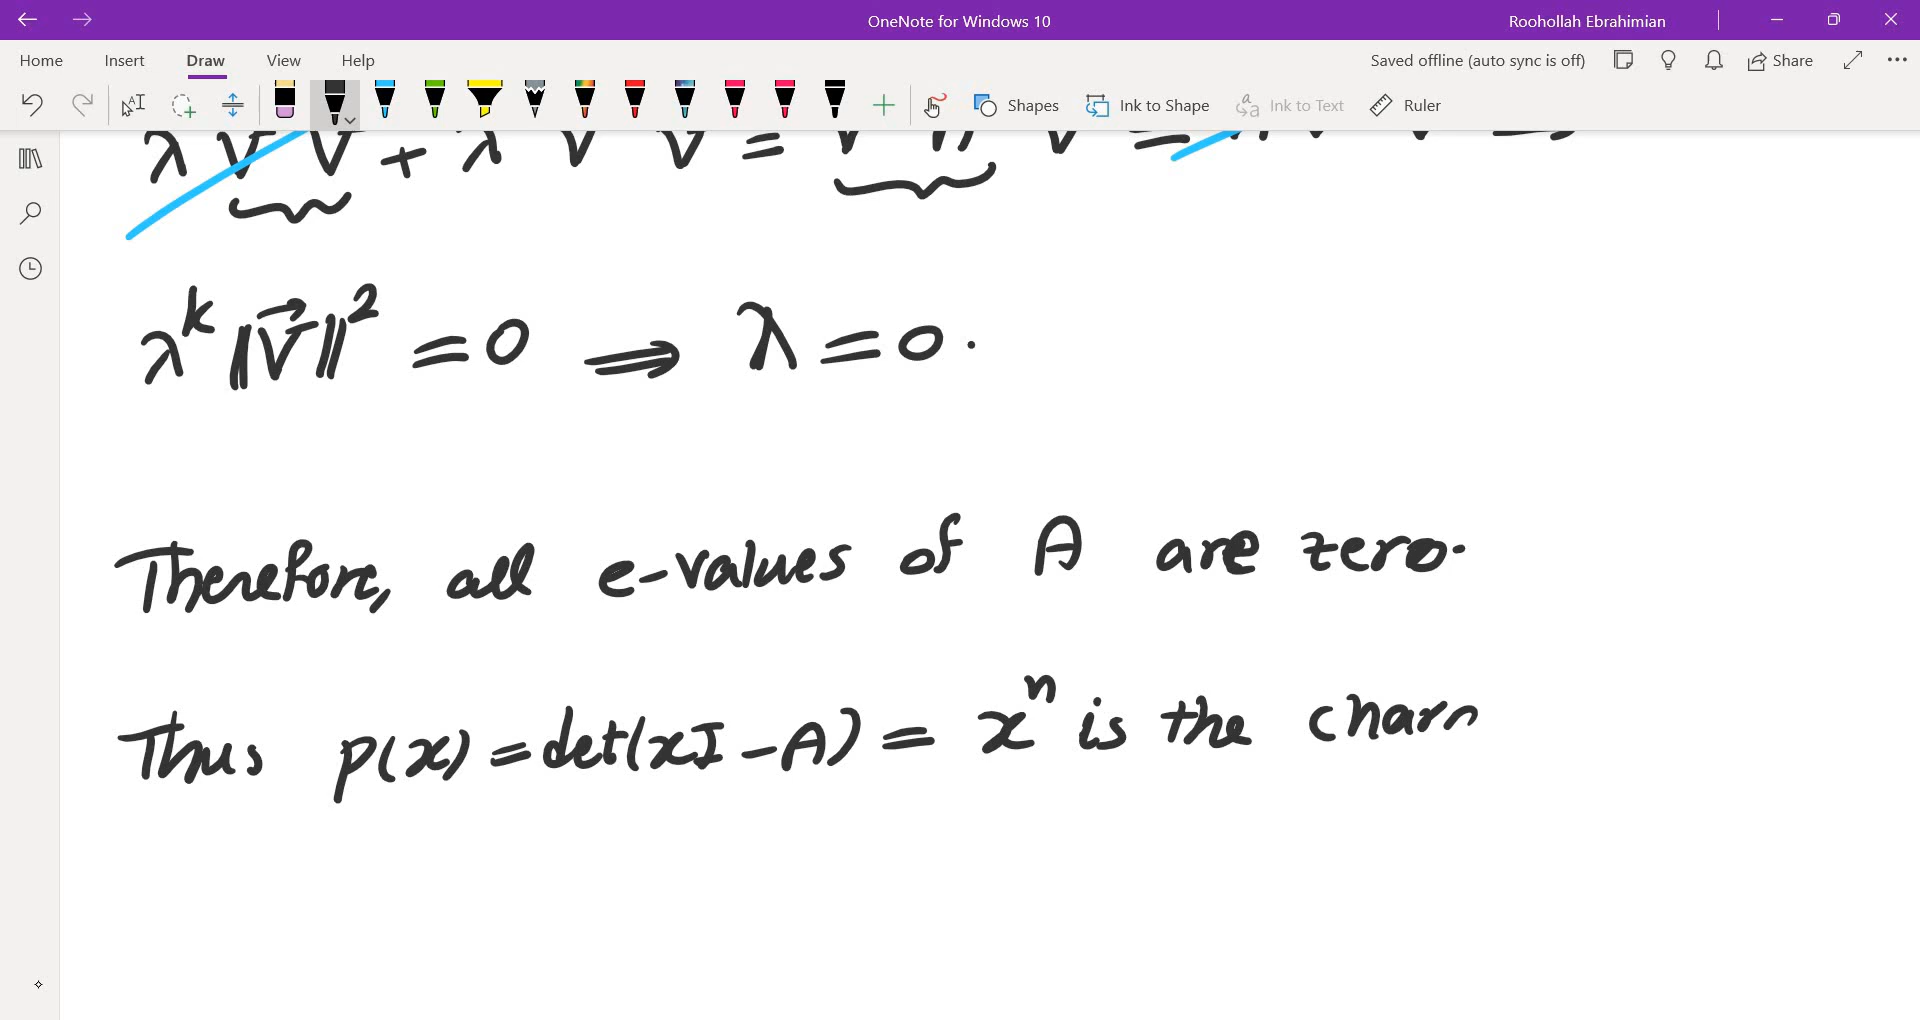 OneNote for Windows 10
Roohollah Ebrahimian
Home Insert Draw View Help
Saved offline (auto sync is off) Share
Shapes Ink to Shape Ink to Text Ruler
λ^k ‖v⃗‖² = 0 ⟹ λ = 0.
Therefore, all e-values of A are zero.
Thus p(x) = det(xI - A) = x^n is the chara